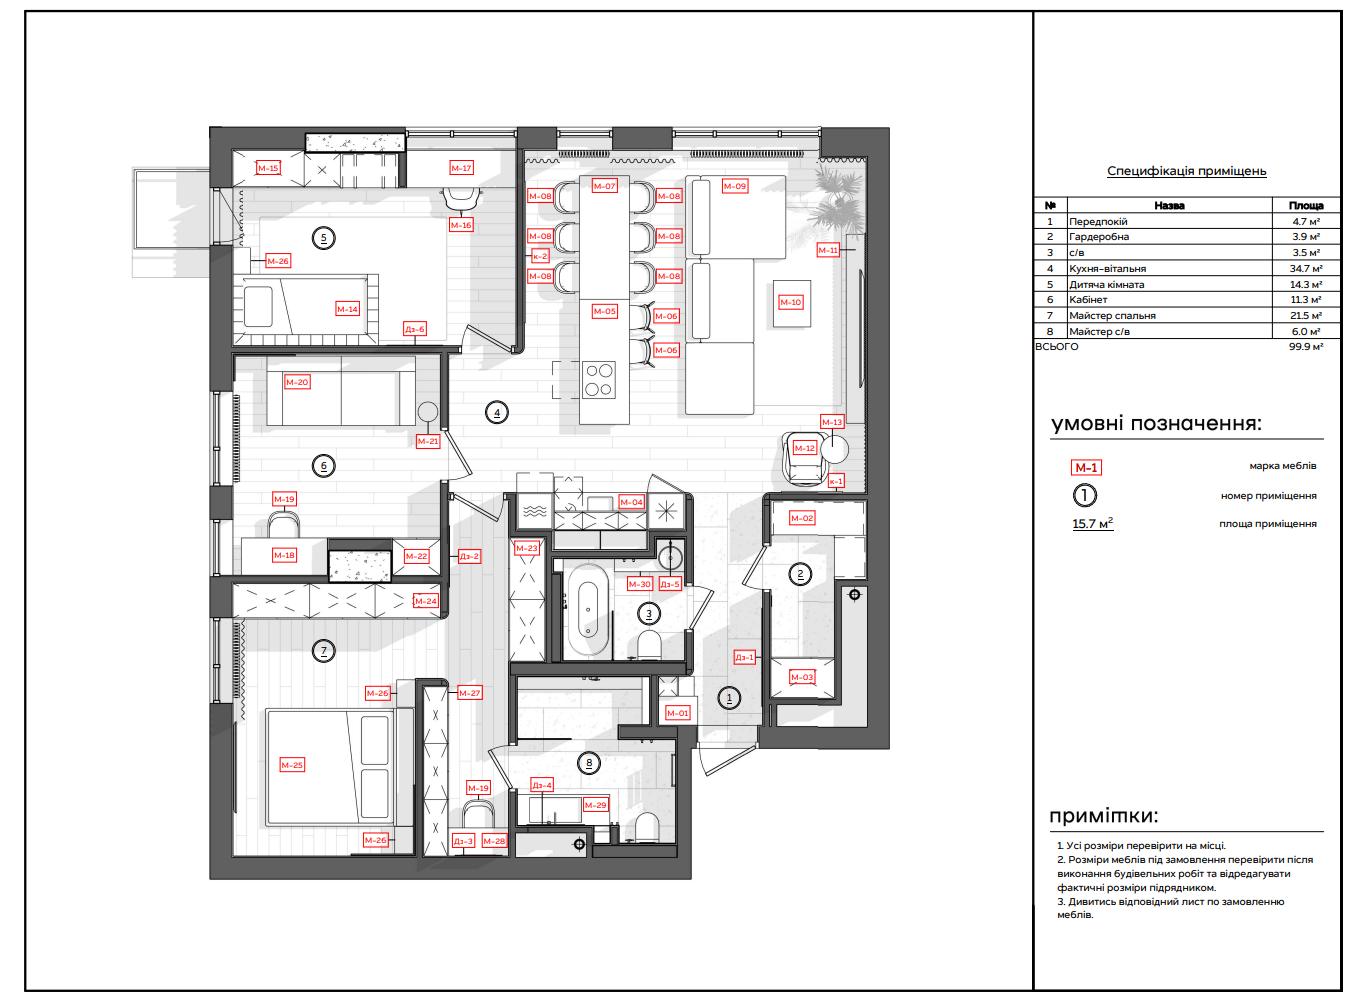 М-15
М-17
М-16
5
М-26
М-14
Дз-6
М-08
М-07
М-08
М-09
М-08
М-08
к-2
М-08
М-08
М-11
М-10
М-05
М-06
М-06
М-20
4
М-21
М-13
М-12
к-1
6
М-19
М-04
М-02
М-18
М-22
Дз-2
М-23
М-30
Дз-5
2
М-24
3
7
Дз-1
М-03
М-26
М-27
1
М-01
М-25
8
М-19
Дз-4
М-29
М-26
Дз-3
М-28
Специфікація приміщень
№ Назва Площа
1 Передпокій 4.7 м²
2 Гардеробна 3.9 м²
3 с/в 3.5 м²
4 Кухня-вітальня 34.7 м²
5 Дитяча кімната 14.3 м²
6 Кабінет 11.3 м²
7 Майстер спальня 21.5 м²
8 Майстер с/в 6.0 м²
ВСЬОГО 99.9 м²
умовні позначення:
М-1 марка меблів
1 номер приміщення
15.7 м² площа приміщення
примітки:
1. Усі розміри перевірити на місці.
2. Розміри меблів під замовлення перевірити після
виконання будівельних робіт та відредагувати
фактичні розміри підрядником.
3. Дивитись відповідний лист по замовленню
меблів.